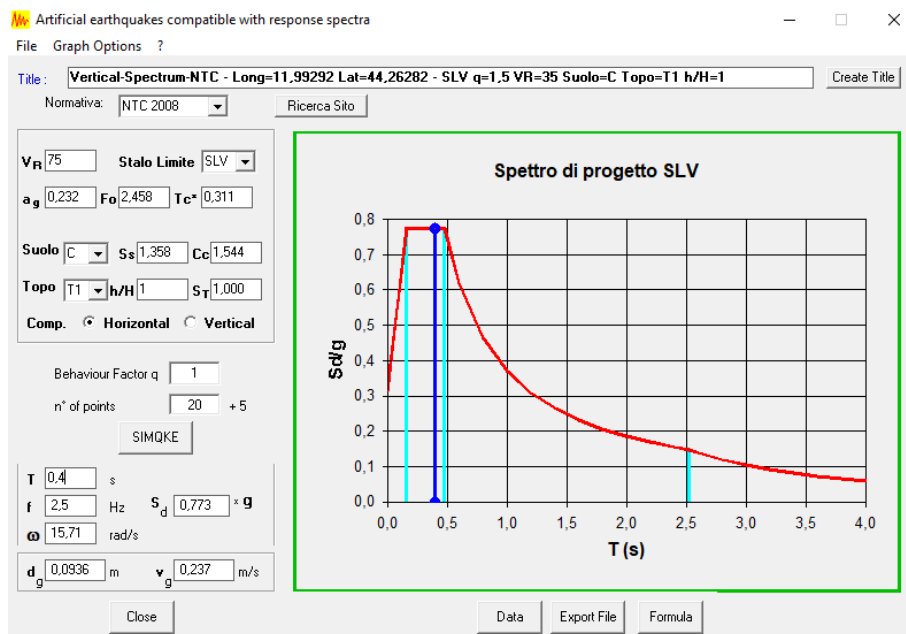 Artificial earthquakes compatible with response spectra
File Graph Options ?
Title : Vertical-Spectrum-NTC - Long=11,99292 Lat=44,26282 - SLV q=1,5 VR=35 Suolo=C Topo=T1 h/H=1 Create Title
Normativa: NTC 2008 Ricerca Sito
VR 75 Stalo Limite SLV
ag 0,232 Fo 2,458 Tc* 0,311
Suolo C Ss 1,358 Cc 1,544
Topo T1 h/H 1 ST 1,000
Comp. Horizontal Vertical
Behaviour Factor q 1
n° of points 20 + 5
SIMQKE
T 0,4 s
f 2,5 Hz Sd 0,773 × g
ω 15,71 rad/s
dg 0,0936 m vg 0,237 m/s
Close
Spettro di progetto SLV
Sd/g
0,8
0,7
0,6
0,5
0,4
0,3
0,2
0,1
0,0
0,0 0,5 1,0 1,5 2,0 2,5 3,0 3,5 4,0
T (s)
Data Export File Formula